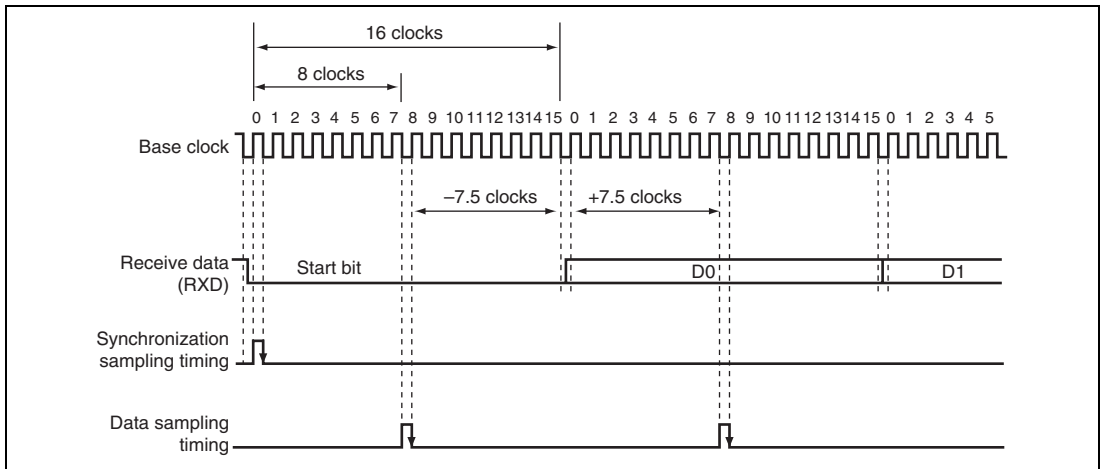 16 clocks
8 clocks
0 1 2 3 4 5 6 7 8 9 10 11 12 13 14 15 0 1 2 3 4 5 6 7 8 9 10 11 12 13 14 15 0 1 2 3 4 5
Base clock
–7.5 clocks +7.5 clocks
Receive data
(RXD)
Start bit D0 D1
Synchronization
sampling timing
Data sampling
timing